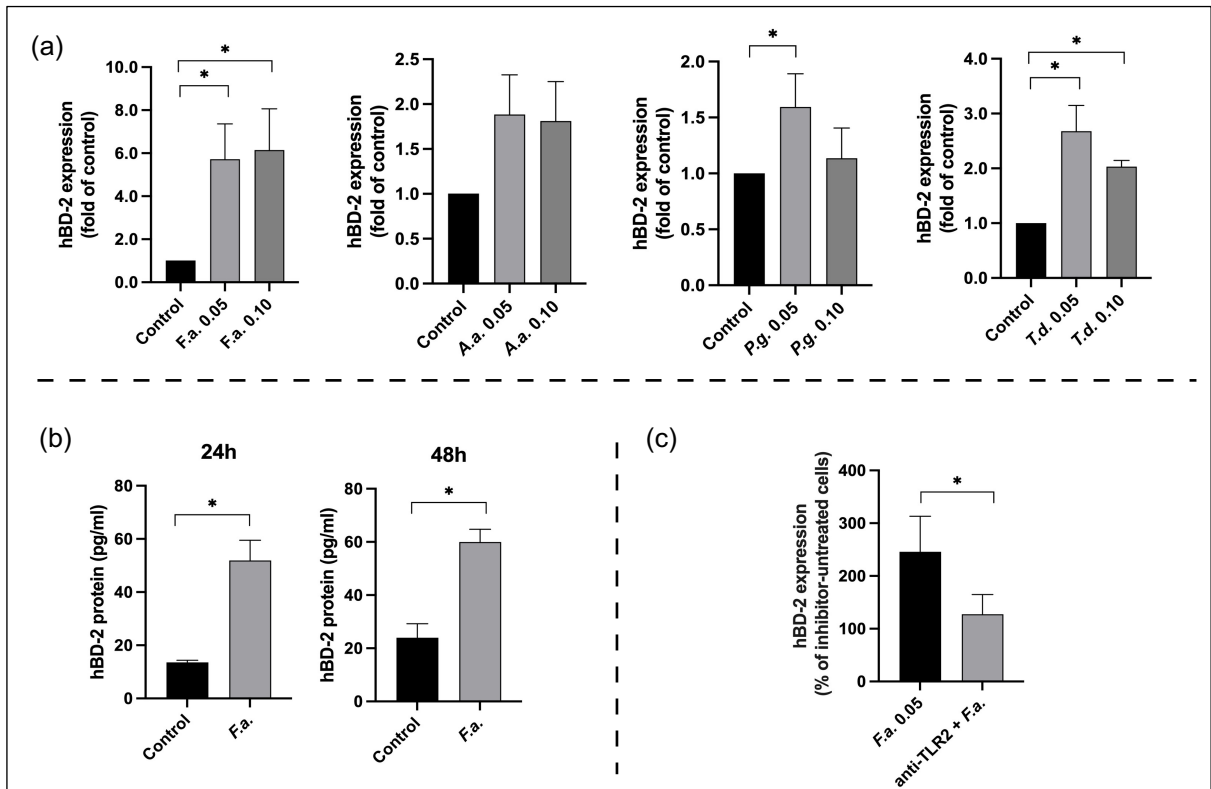 (a)
hBD-2 expression
(fold of control)
10.0
8.0
6.0
4.0
2.0
0.0
*
*
Control
F.a. 0.05
F.a. 0.10
hBD-2 expression
(fold of control)
2.5
2.0
1.5
1.0
0.5
0.0
Control
A.a. 0.05
A.a. 0.10
hBD-2 expression
(fold of control)
2.0
1.5
1.0
0.5
0.0
*
Control
P.g. 0.05
P.g. 0.10
hBD-2 expression
(fold of control)
4.0
3.0
2.0
1.0
0.0
*
*
Control
T.d. 0.05
T.d. 0.10
(b)
24h
hBD-2 protein (pg/ml)
80
60
40
20
0
*
Control
F.a.
48h
hBD-2 protein (pg/ml)
80
60
40
20
0
*
Control
F.a.
(c)
hBD-2 expression
(% of inhibitor-untreated cells)
400
300
200
100
0
*
F.a. 0.05
anti-TLR2 + F.a.